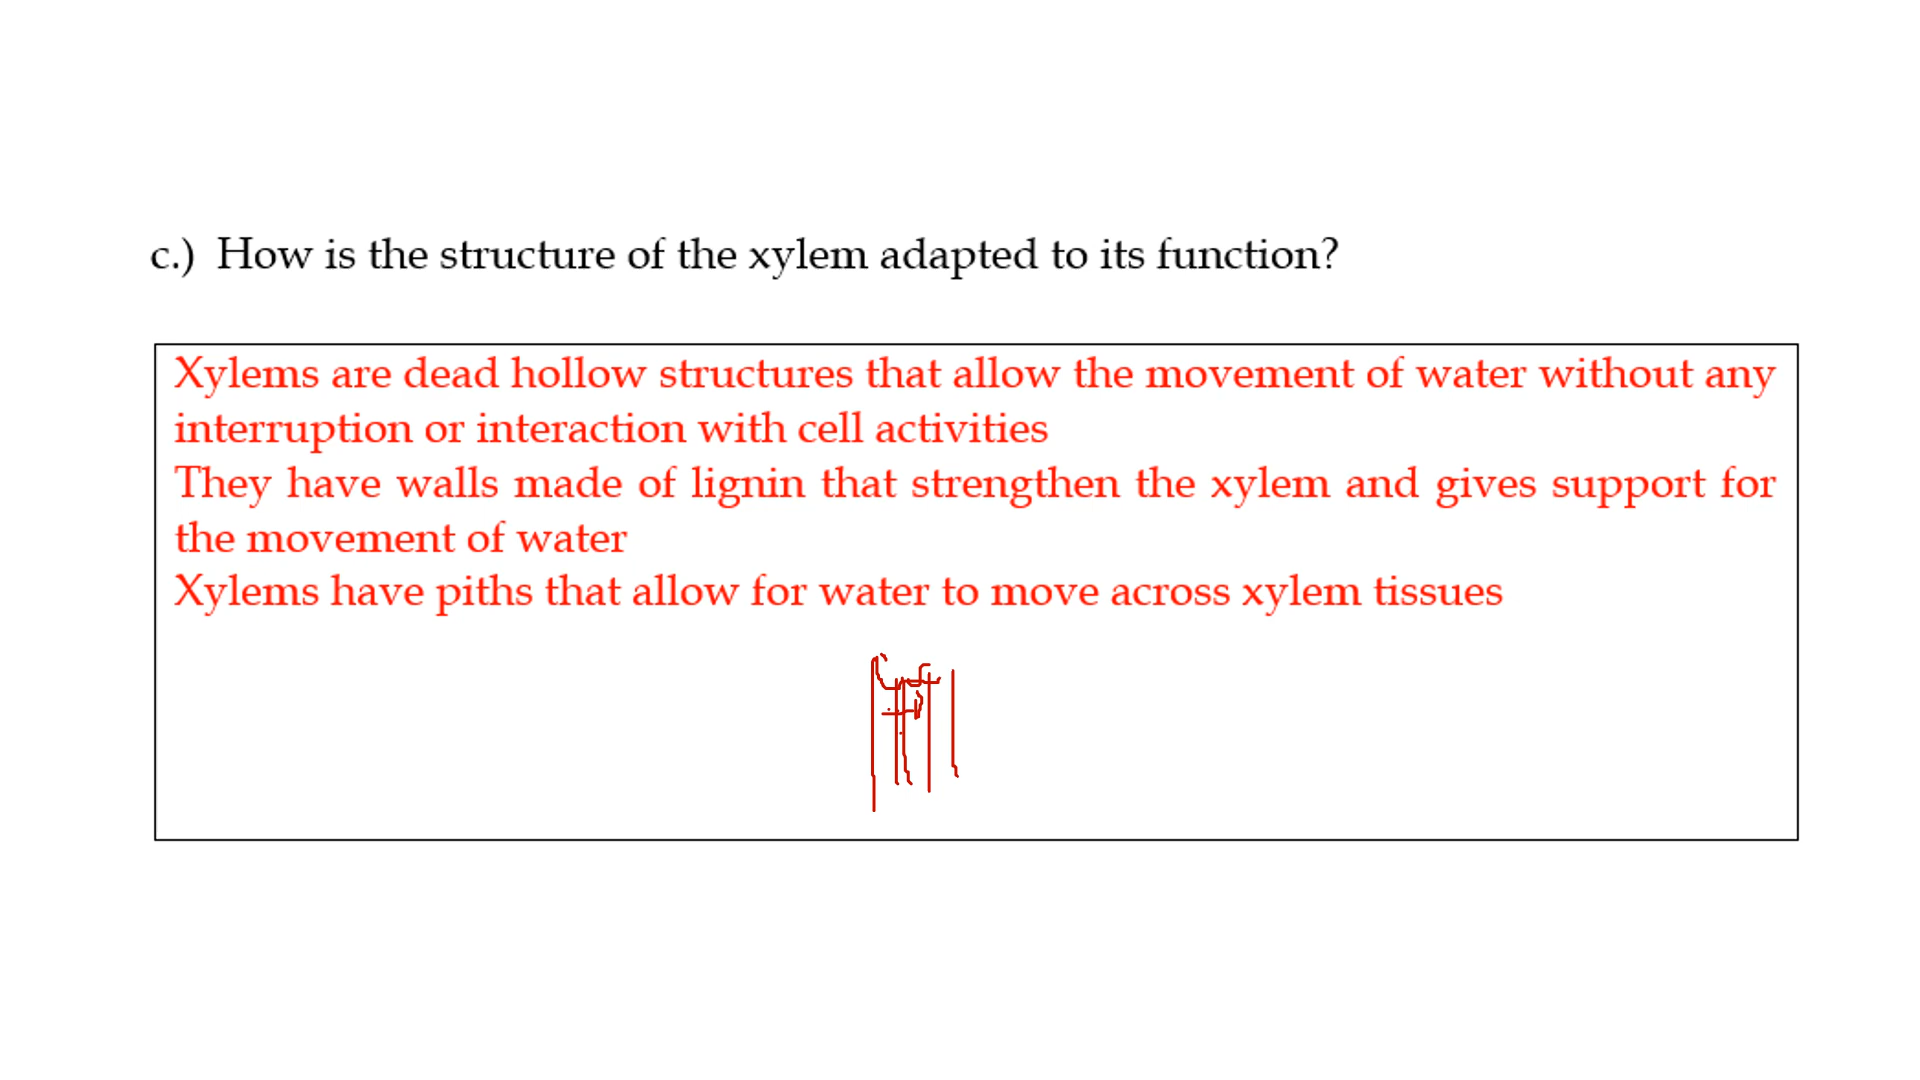 c.) How is the structure of the xylem adapted to its function?
Xylems are dead hollow structures that allow the movement of water without any
interruption or interaction with cell activities
They have walls made of lignin that strengthen the xylem and gives support for
the movement of water
Xylems have piths that allow for water to move across xylem tissues